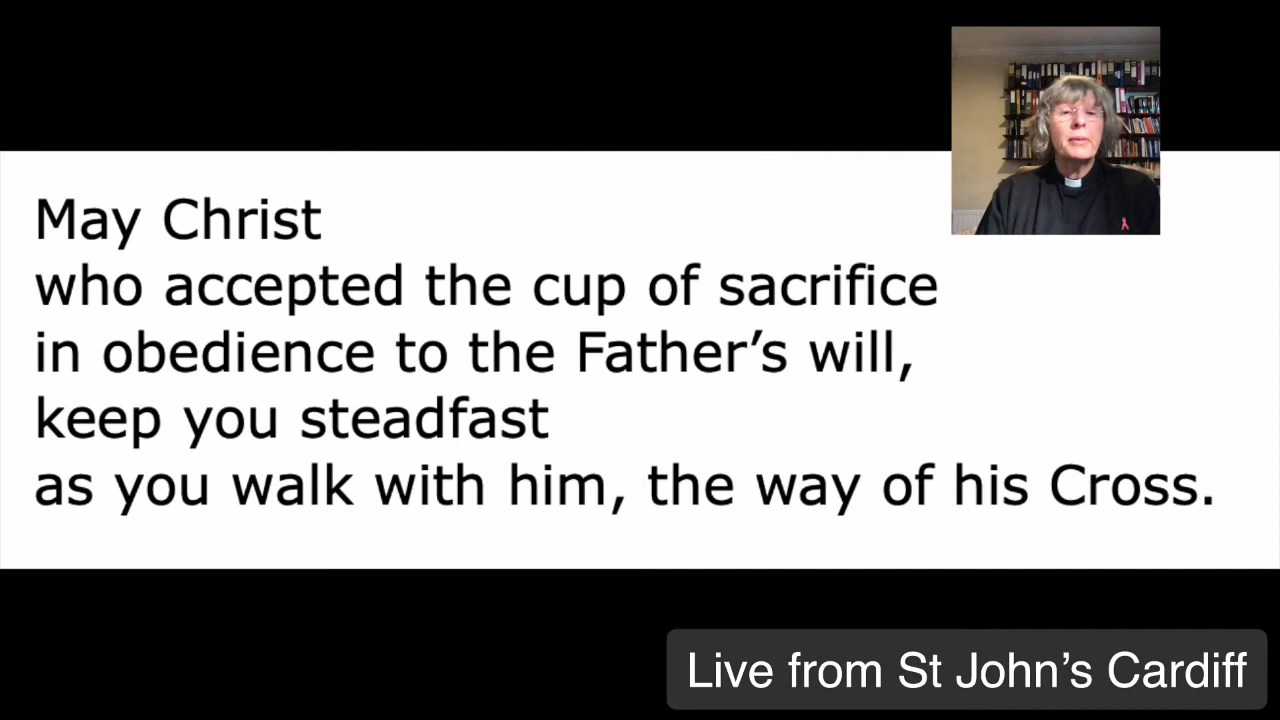 May Christ
who accepted the cup of sacrifice
in obedience to the Father’s will,
keep you steadfast
as you walk with him, the way of his Cross.
Live from St John’s Cardiff